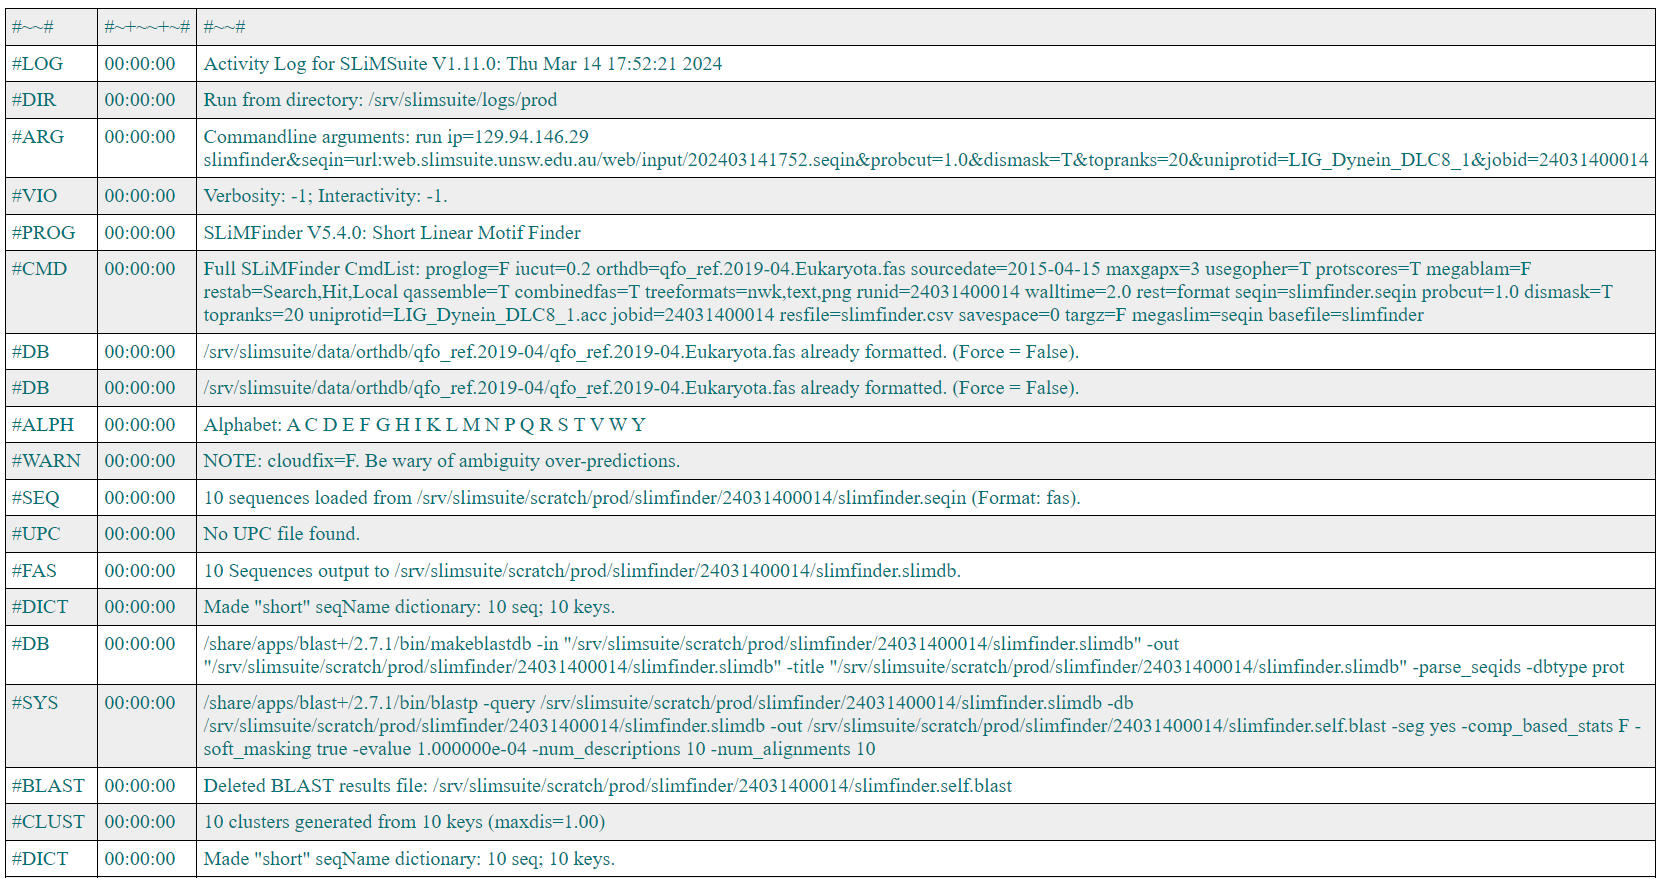 #~~# #~+~~+~# #~~#
#LOG 00:00:00 Activity Log for SLiMSuite V1.11.0: Thu Mar 14 17:52:21 2024
#DIR 00:00:00 Run from directory: /srv/slimsuite/logs/prod
#ARG 00:00:00 Commandline arguments: run ip=129.94.146.29
slimfinder&seqin=url:web.slimsuite.unsw.edu.au/web/input/202403141752.seqin&probcut=1.0&dismask=T&topranks=20&uniprotid=LIG_Dynein_DLC8_1&jobid=24031400014
#VIO 00:00:00 Verbosity: -1; Interactivity: -1.
#PROG 00:00:00 SLiMFinder V5.4.0: Short Linear Motif Finder
#CMD 00:00:00 Full SLiMFinder CmdList: proglog=F iucut=0.2 orthdb=qfo_ref.2019-04.Eukaryota.fas sourcedate=2015-04-15 maxgapx=3 usegopher=T protscores=T megablam=F
restab=Search,Hit,Local qassemble=T combinedfas=T treeformats=nwk,text,png runid=24031400014 walltime=2.0 rest=format seqin=slimfinder.seqin probcut=1.0 dismask=T
topranks=20 uniprotid=LIG_Dynein_DLC8_1.acc jobid=24031400014 resfile=slimfinder.csv savespace=0 targz=F megaslim=seqin basefile=slimfinder
#DB 00:00:00 /srv/slimsuite/data/orthdb/qfo_ref.2019-04/qfo_ref.2019-04.Eukaryota.fas already formatted. (Force = False).
#DB 00:00:00 /srv/slimsuite/data/orthdb/qfo_ref.2019-04/qfo_ref.2019-04.Eukaryota.fas already formatted. (Force = False).
#ALPH 00:00:00 Alphabet: A C D E F G H I K L M N P Q R S T V W Y
#WARN 00:00:00 NOTE: cloudfix=F. Be wary of ambiguity over-predictions.
#SEQ 00:00:00 10 sequences loaded from /srv/slimsuite/scratch/prod/slimfinder/24031400014/slimfinder.seqin (Format: fas).
#UPC 00:00:00 No UPC file found.
#FAS 00:00:00 10 Sequences output to /srv/slimsuite/scratch/prod/slimfinder/24031400014/slimfinder.slimdb.
#DICT 00:00:00 Made "short" seqName dictionary: 10 seq; 10 keys.
#DB 00:00:00 /share/apps/blast+/2.7.1/bin/makeblastdb -in "/srv/slimsuite/scratch/prod/slimfinder/24031400014/slimfinder.slimdb" -out
"/srv/slimsuite/scratch/prod/slimfinder/24031400014/slimfinder.slimdb" -title "/srv/slimsuite/scratch/prod/slimfinder/24031400014/slimfinder.slimdb" -parse_seqids -dbtype prot
#SYS 00:00:00 /share/apps/blast+/2.7.1/bin/blastp -query /srv/slimsuite/scratch/prod/slimfinder/24031400014/slimfinder.slimdb -db
/srv/slimsuite/scratch/prod/slimfinder/24031400014/slimfinder.slimdb -out /srv/slimsuite/scratch/prod/slimfinder/24031400014/slimfinder.self.blast -seg yes -comp_based_stats F -
soft_masking true -evalue 1.000000e-04 -num_descriptions 10 -num_alignments 10
#BLAST 00:00:00 Deleted BLAST results file: /srv/slimsuite/scratch/prod/slimfinder/24031400014/slimfinder.self.blast
#CLUST 00:00:00 10 clusters generated from 10 keys (maxdis=1.00)
#DICT 00:00:00 Made "short" seqName dictionary: 10 seq; 10 keys.